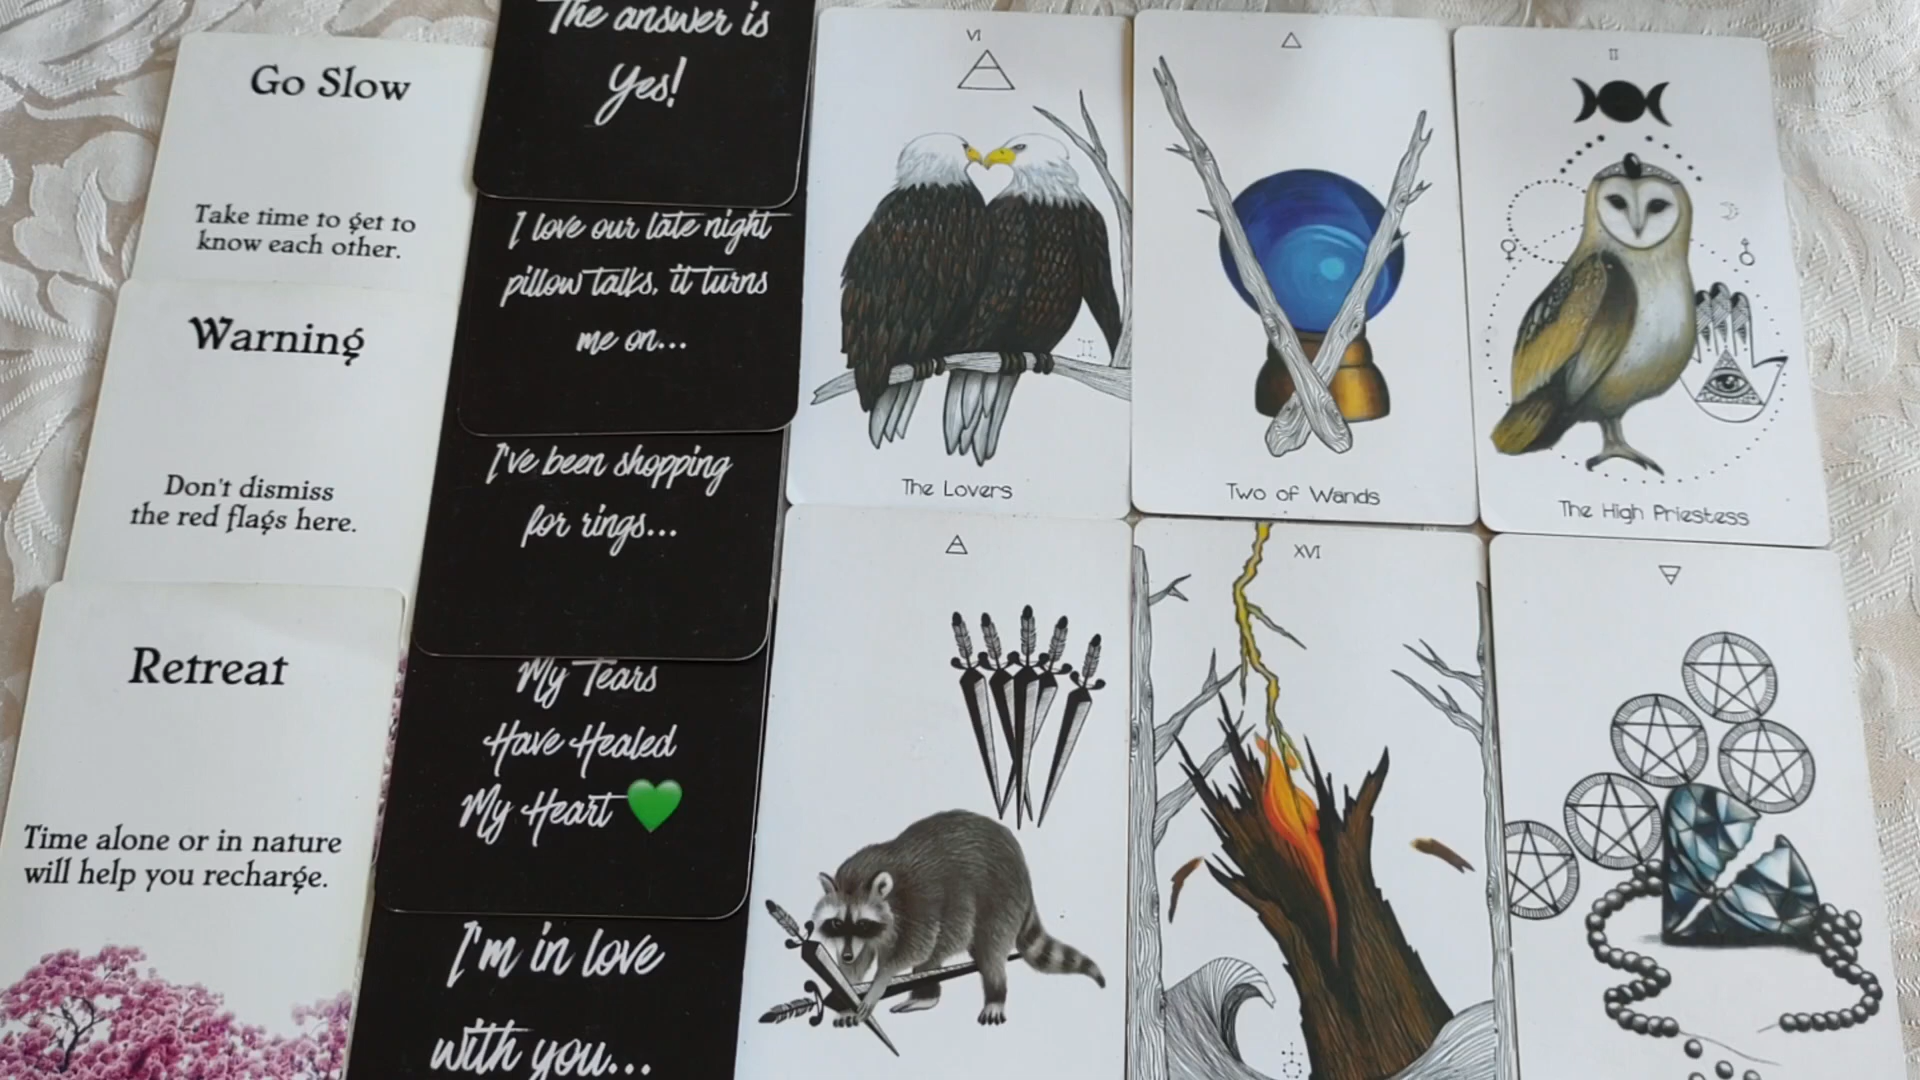 Go Slow
Take time to get to
know each other.
Warning
Don't dismiss
the red flags here.
Retreat
Time alone or in nature
will help you recharge.
The answer is
Yes!
I love our late night
pillow talks, it turns
me on...
I've been shopping
for rings...
My Tears
Have Healed
My Heart 💚
I'm in love
with you...
VI
The Lovers
Two of Wands
II
The High Priestess
XVI